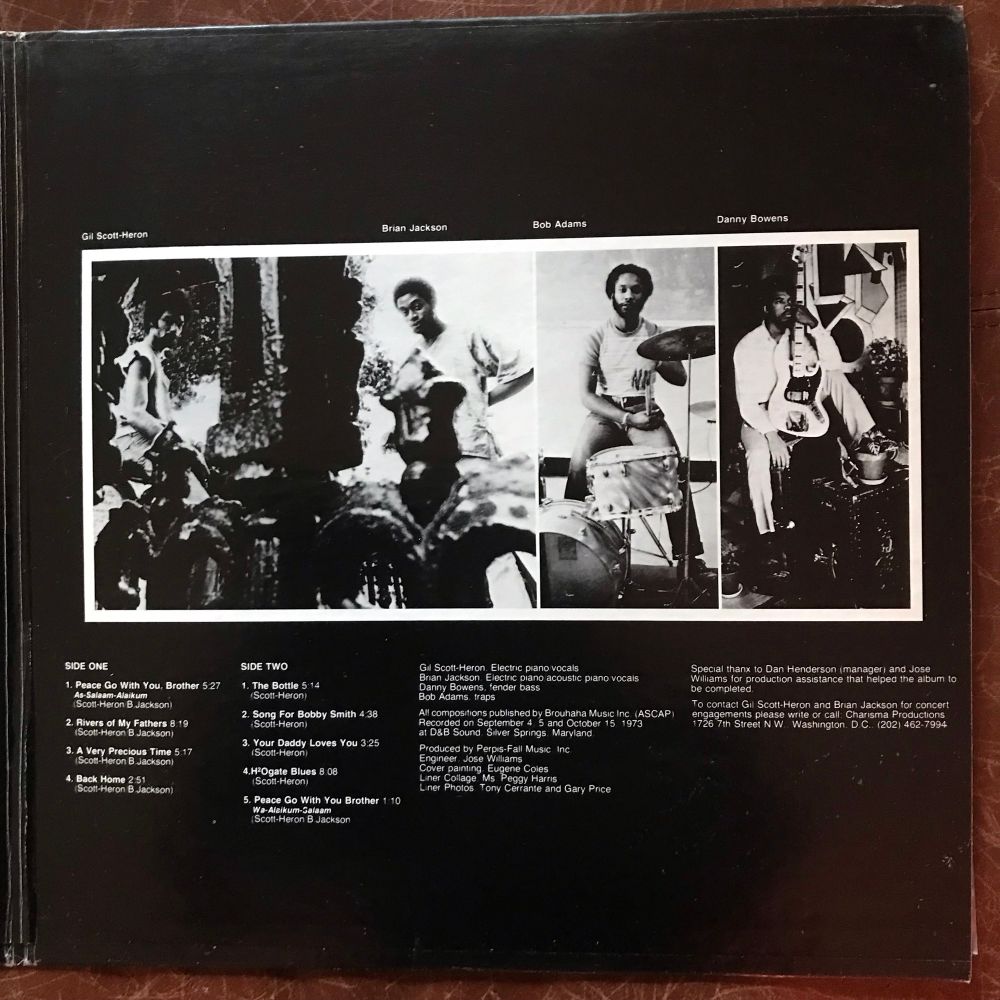 Gil Scott-Heron
Brian Jackson
Bob Adams
Danny Bowens
SIDE ONE
1. Peace Go With You, Brother 5:27
As-Salaam-Alaikum
(Scott-Heron B.Jackson)
2. Rivers of My Fathers 8:19
(Scott-Heron B.Jackson)
3. A Very Precious Time 5:17
(Scott-Heron B.Jackson)
4. Back Home 2:51
(Scott-Heron B.Jackson)
SIDE TWO
1. The Bottle 5:14
(Scott-Heron)
2. Song For Bobby Smith 4:38
(Scott-Heron)
3. Your Daddy Loves You 3:25
(Scott-Heron)
4.H²Ogate Blues 8:08
(Scott-Heron)
5. Peace Go With You Brother 1:10
Wa-Alaikum-Salaam
(Scott-Heron B.Jackson
Gil Scott-Heron, Electric piano vocals
Brian Jackson, Electric piano acoustic piano vocals
Danny Bowens, fender bass
Bob Adams, traps
All compositions published by Brouhaha Music Inc. (ASCAP)
Recorded on September 4, 5 and October 15, 1973
at D&B Sound, Silver Springs, Maryland
Produced by Perpis-Fall Music, Inc.
Engineer, Jose Williams
Cover painting, Eugene Coles
Liner Collage, Ms. Peggy Harris
Liner Photos, Tony Cerrante and Gary Price
Special thanx to Dan Henderson (manager) and Jose
Williams for production assistance that helped the album to
be completed.
To contact Gil Scott-Heron and Brian Jackson for concert
engagements please write or call: Charisma Productions
1726 7th Street N.W., Washington, D.C., (202) 462-7994